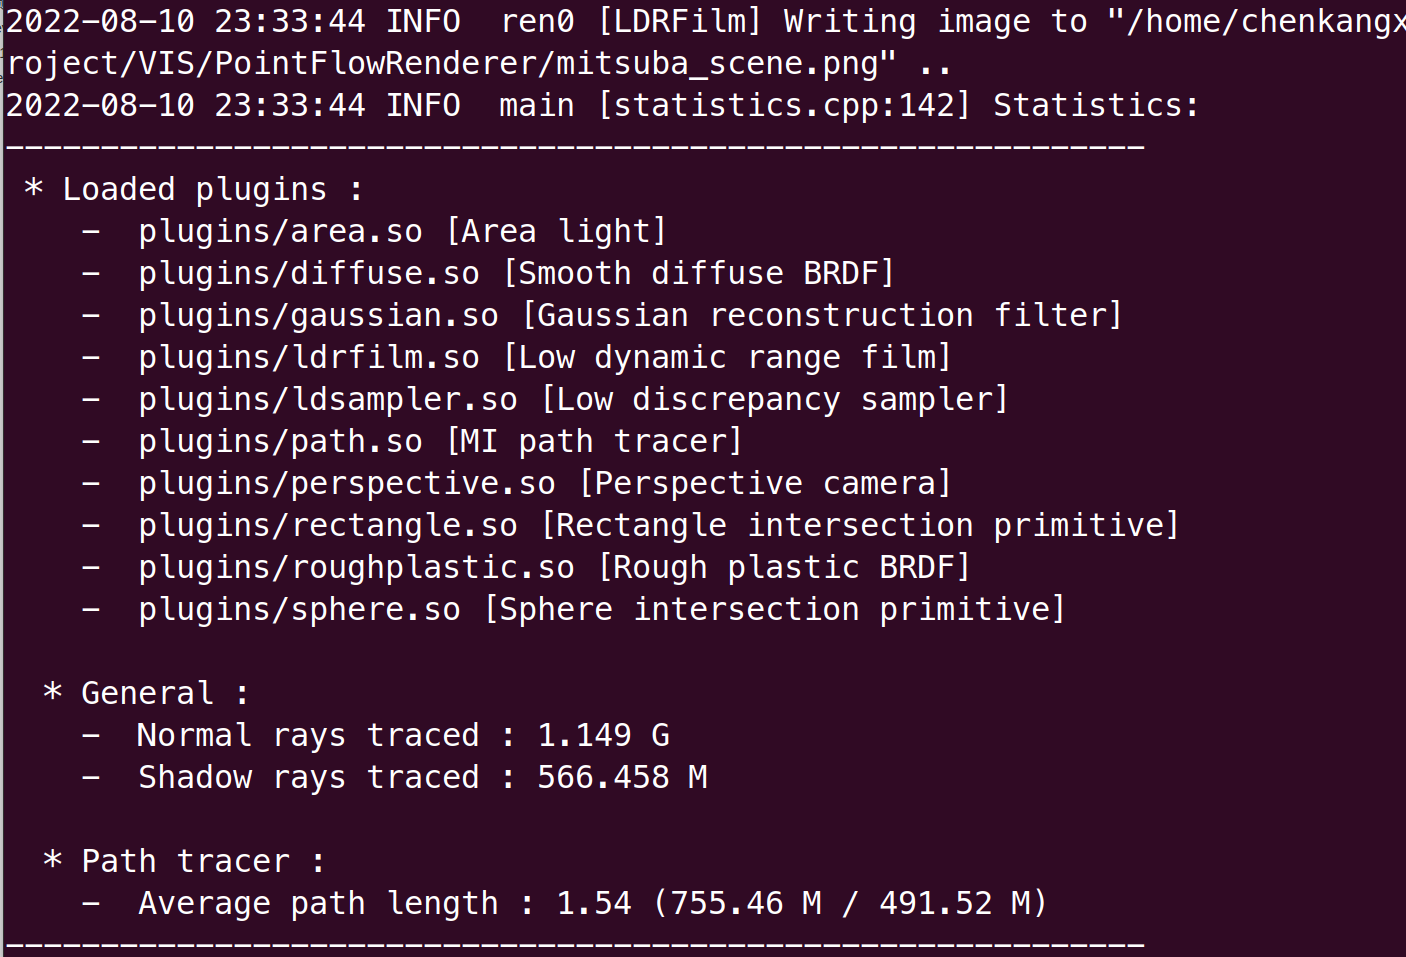 2022-08-10 23:33:44 INFO  ren0 [LDRFilm] Writing image to "/home/chenkangx
roject/VIS/PointFlowRenderer/mitsuba_scene.png" ..
2022-08-10 23:33:44 INFO  main [statistics.cpp:142] Statistics:
------------------------------------------------------------
 * Loaded plugins :
    -  plugins/area.so [Area light]
    -  plugins/diffuse.so [Smooth diffuse BRDF]
    -  plugins/gaussian.so [Gaussian reconstruction filter]
    -  plugins/ldrfilm.so [Low dynamic range film]
    -  plugins/ldsampler.so [Low discrepancy sampler]
    -  plugins/path.so [MI path tracer]
    -  plugins/perspective.so [Perspective camera]
    -  plugins/rectangle.so [Rectangle intersection primitive]
    -  plugins/roughplastic.so [Rough plastic BRDF]
    -  plugins/sphere.so [Sphere intersection primitive]

  * General :
    -  Normal rays traced : 1.149 G
    -  Shadow rays traced : 566.458 M

  * Path tracer :
    -  Average path length : 1.54 (755.46 M / 491.52 M)
------------------------------------------------------------